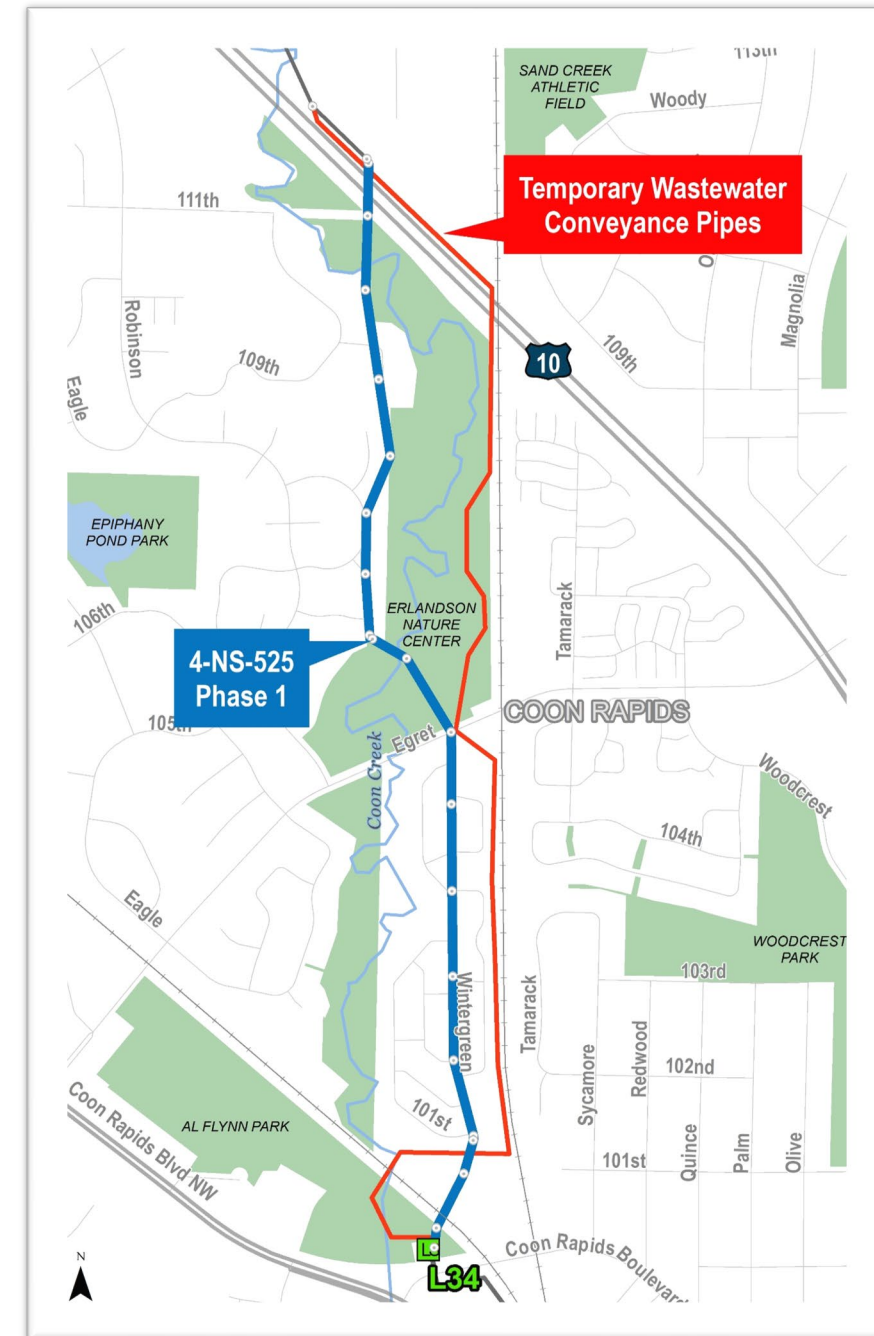 113th
SAND CREEK
ATHLETIC
FIELD
Woody
Temporary Wastewater
Conveyance Pipes
111th
Magnolia
Robinson
109th
109th
10
Eagle
EPIPHANY
POND PARK
106th
Tamarack
ERLANDSON
NATURE
CENTER
4-NS-525
Phase 1
COON RAPIDS
105th
Egret
Coon Creek
Woodcrest
104th
Eagle
WOODCREST
PARK
103rd
Wintergreen
Tamarack
Sycamore
Redwood
102nd
Coon Rapids Blvd NW
AL FLYNN PARK
101st
101st
Quince
Palm
Olive
N
Coon Rapids Boulevard
L34